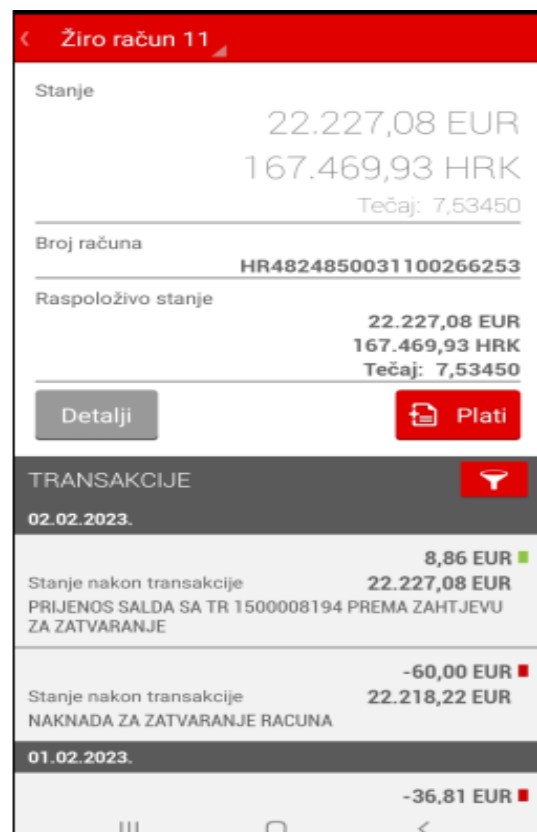 Žiro račun 11
Stanje
22.227,08 EUR
167.469,93 HRK
Tečaj: 7,53450
Broj računa
HR4824850031100266253
Raspoloživo stanje
22.227,08 EUR
167.469,93 HRK
Tečaj: 7,53450
Detalji
Plati
TRANSAKCIJE
02.02.2023.
8,86 EUR
Stanje nakon transakcije 22.227,08 EUR
PRIJENOS SALDA SA TR 1500008194 PREMA ZAHTJEVU
ZA ZATVARANJE
-60,00 EUR
Stanje nakon transakcije 22.218,22 EUR
NAKNADA ZA ZATVARANJE RACUNA
01.02.2023.
-36,81 EUR